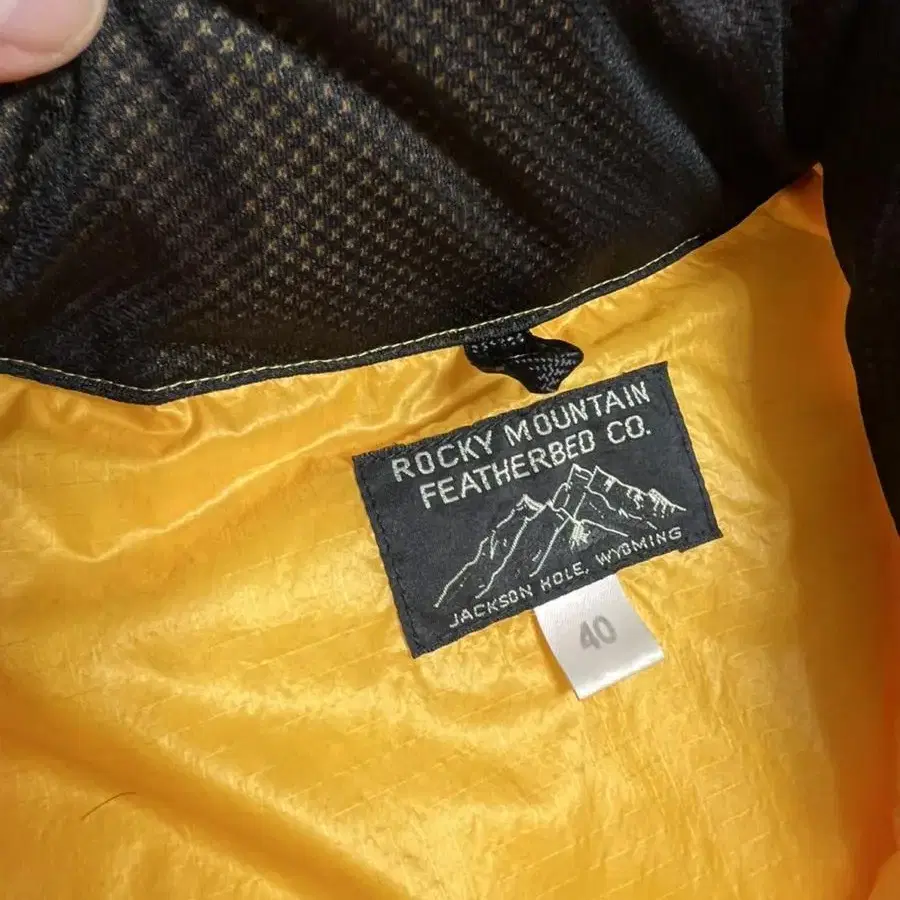 ROCKY MOUNTAIN
FEATHERBED CO.
JACKSON HOLE, WYOMING
40